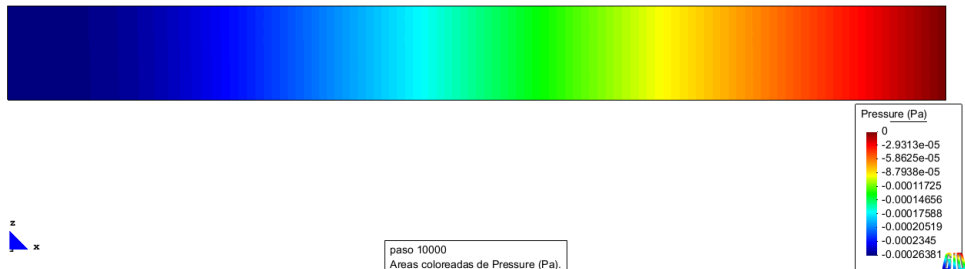 Pressure (Pa)
0
-2.9313e-05
-5.8625e-05
-8.7938e-05
-0.00011725
-0.00014656
-0.00017588
-0.00020519
-0.0002345
-0.00026381
z
x
paso 10000
Areas coloreadas de Pressure (Pa).